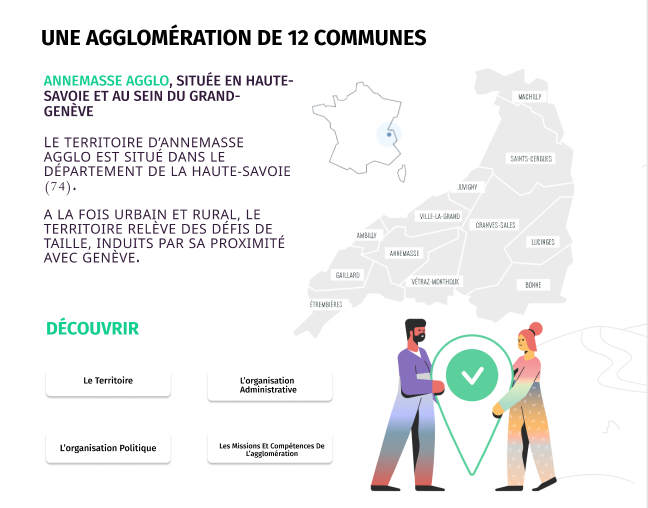 UNE AGGLOMÉRATION DE 12 COMMUNES
ANNEMASSE AGGLO, SITUÉE EN HAUTE-
SAVOIE ET AU SEIN DU GRAND-
GENÈVE
LE TERRITOIRE D'ANNEMASSE
AGGLO EST SITUÉ DANS LE
DÉPARTEMENT DE LA HAUTE-SAVOIE
(74).
A LA FOIS URBAIN ET RURAL, LE
TERRITOIRE RELÈVE DES DÉFIS DE
TAILLE, INDUITS PAR SA PROXIMITÉ
AVEC GENÈVE.
MACHILLY
SAINTS-CERGUES
JUVIGNY
VILLE-LA-GRAND
CRANVES-SALES
AMBILLY
LUCINGES
ANNEMASSE
GAILLARD
VÉTRAZ-MONTHOUX
BONNE
ÉTREMBIÈRES
DÉCOUVRIR
Le Territoire
L'organisation
Administrative
L'organisation Politique
Les Missions Et Compétences De
L'agglomération